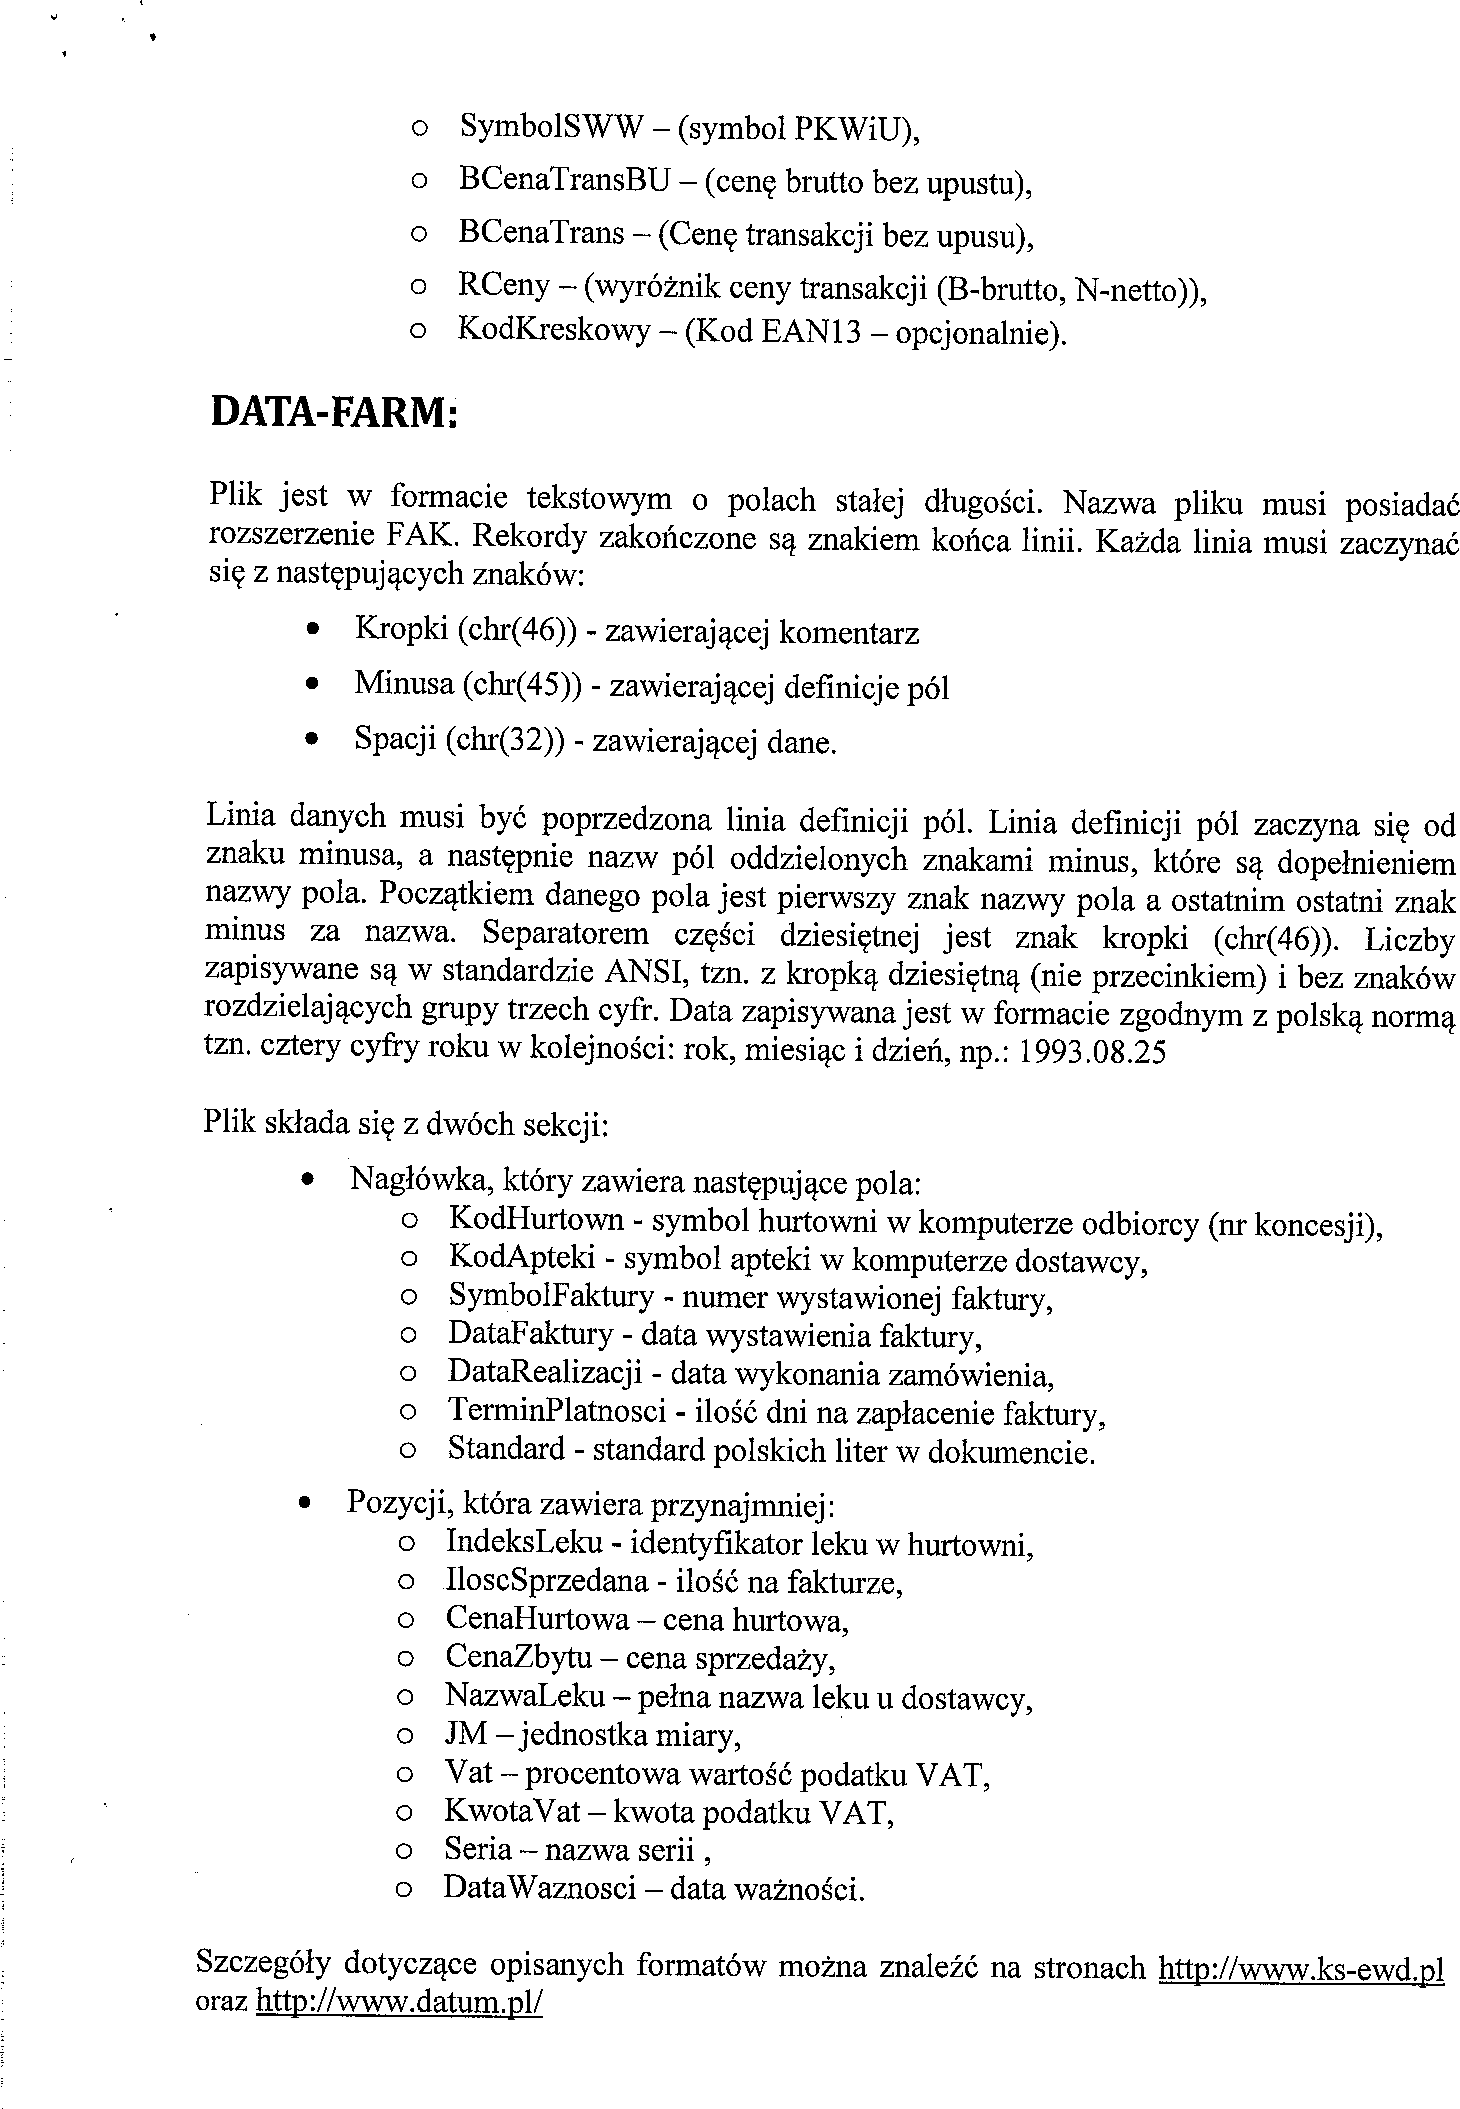 o SymbolSWW – (symbol PKWiU),
o BCenaTransBU – (cenę brutto bez upustu),
o BCenaTrans – (Cenę transakcji bez upusu),
o RCeny – (wyróżnik ceny transakcji (B-brutto, N-netto)),
o KodKreskowy – (Kod EAN13 – opcjonalnie).
DATA-FARM:
Plik jest w formacie tekstowym o polach stałej długości. Nazwa pliku musi posiadać
rozszerzenie FAK. Rekordy zakończone są znakiem końca linii. Każda linia musi zaczynać
się z następujących znaków:
• Kropki (chr(46)) - zawierającej komentarz
• Minusa (chr(45)) - zawierającej definicje pól
• Spacji (chr(32)) - zawierającej dane.
Linia danych musi być poprzedzona linia definicji pól. Linia definicji pól zaczyna się od
znaku minusa, a następnie nazw pól oddzielonych znakami minus, które są dopełnieniem
nazwy pola. Początkiem danego pola jest pierwszy znak nazwy pola a ostatnim ostatni znak
minus za nazwa. Separatorem części dziesiętnej jest znak kropki (chr(46)). Liczby
zapisywane są w standardzie ANSI, tzn. z kropką dziesiętną (nie przecinkiem) i bez znaków
rozdzielających grupy trzech cyfr. Data zapisywana jest w formacie zgodnym z polską normą
tzn. cztery cyfry roku w kolejności: rok, miesiąc i dzień, np.: 1993.08.25
Plik składa się z dwóch sekcji:
• Nagłówka, który zawiera następujące pola:
o KodHurtown - symbol hurtowni w komputerze odbiorcy (nr koncesji),
o KodApteki - symbol apteki w komputerze dostawcy,
o SymbolFaktury - numer wystawionej faktury,
o DataFaktury - data wystawienia faktury,
o DataRealizacji - data wykonania zamówienia,
o TerminPlatnosci - ilość dni na zapłacenie faktury,
o Standard - standard polskich liter w dokumencie.
• Pozycji, która zawiera przynajmniej:
o IndeksLeku - identyfikator leku w hurtowni,
o IloscSprzedana - ilość na fakturze,
o CenaHurtowa – cena hurtowa,
o CenaZbytu – cena sprzedaży,
o NazwaLeku – pełna nazwa leku u dostawcy,
o JM – jednostka miary,
o Vat – procentowa wartość podatku VAT,
o KwotaVat – kwota podatku VAT,
o Seria – nazwa serii ,
o DataWaznosci – data ważności.
Szczegóły dotyczące opisanych formatów można znaleźć na stronach http://www.ks-ewd.pl
oraz http://www.datum.pl/